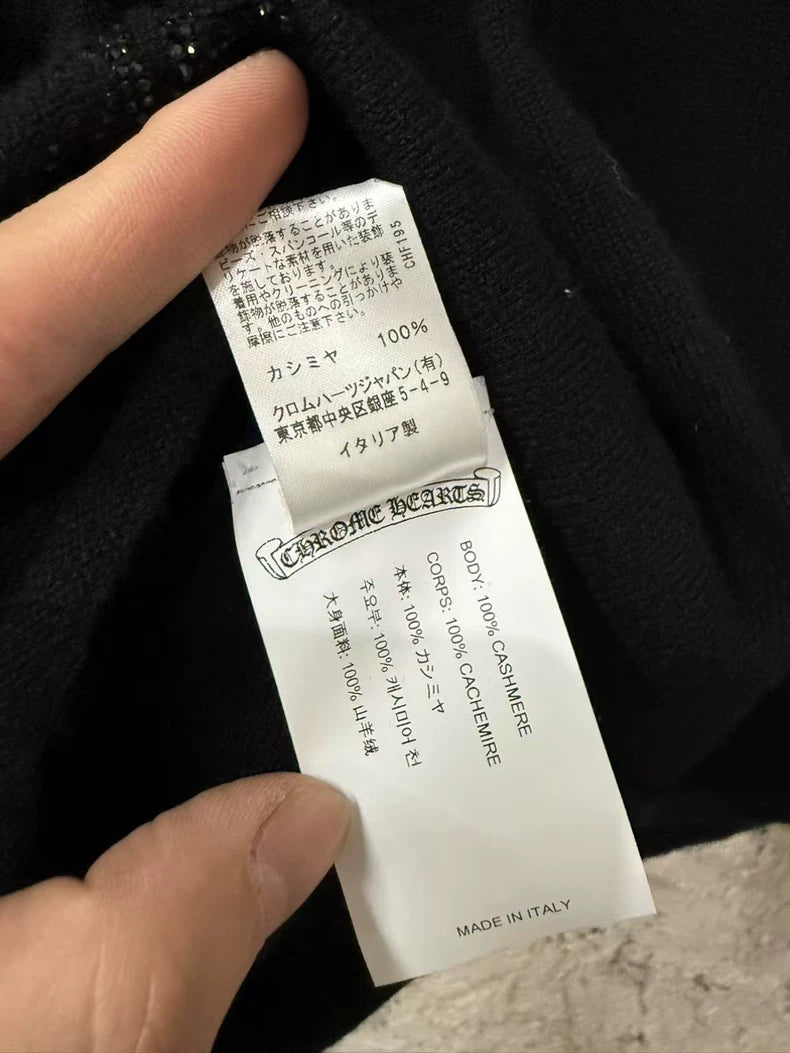 にご相談下さい。
飾物が脱落することがありま
ビーズ・スパンコール等のデ
リケートな素材を用いた装飾
を施しております。
着用やクリーニングにより装
飾物が脱落することがありま
す。他のものへの引っかけや
摩擦にご注意下さい。
CHF195
カシミヤ 100%
クロムハーツジャパン(有)
東京都中央区銀座5-4-9
イタリア製
CHROME HEARTS
BODY: 100% CASHMERE
CORPS: 100% CACHEMIRE
本体: 100% カシミヤ
주요부: 100% 캐시미어 천
大身面料: 100% 山羊绒
MADE IN ITALY